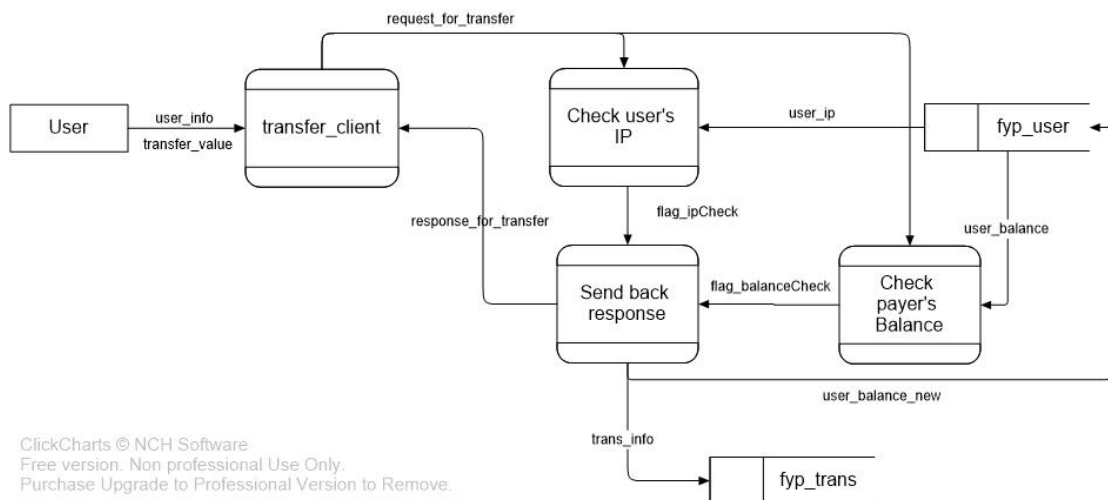 request_for_transfer
User
user_info
transfer_value
transfer_client
Check user's
IP
user_ip
fyp_user
response_for_transfer
flag_ipCheck
user_balance
Send back
response
flag_balanceCheck
Check
payer's
Balance
user_balance_new
trans_info
fyp_trans
ClickCharts © NCH Software
Free version. Non professional Use Only.
Purchase Upgrade to Professional Version to Remove.